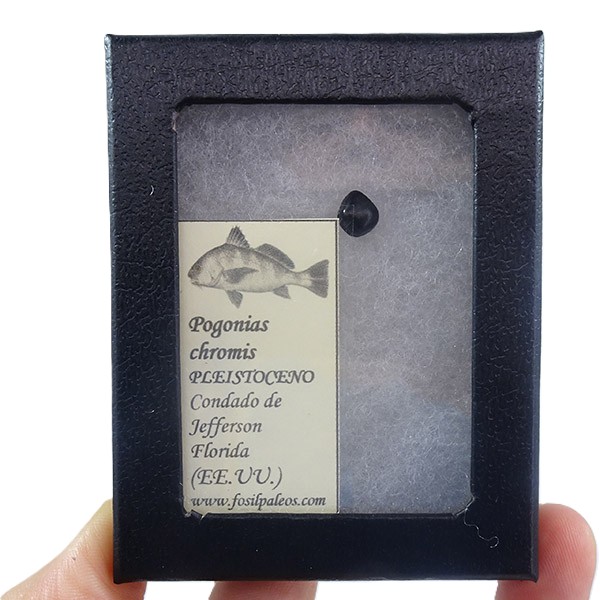 Pogonias
chromis
PLEISTOCENO
Condado de
Jefferson
Florida
(EE.UU.)
www.fosilpaleos.com